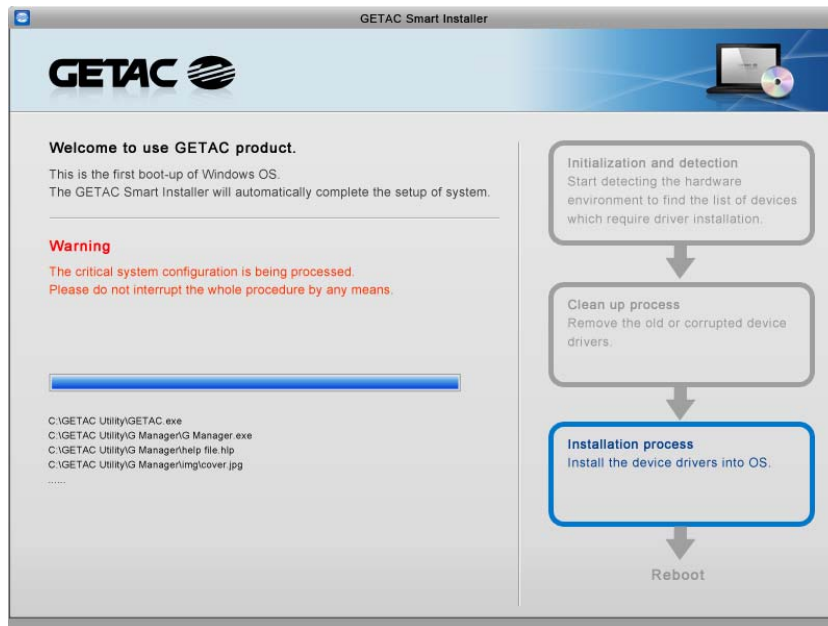 GETAC Smart Installer
GETAC
Welcome to use GETAC product.
This is the first boot-up of Windows OS.
The GETAC Smart Installer will automatically complete the setup of system.
Warning
The critical system configuration is being processed.
Please do not interrupt the whole procedure by any means.
C:\GETAC Utility\GETAC.exe
C:\GETAC Utility\G Manager\G Manager.exe
C:\GETAC Utility\G Manager\help file.hlp
C:\GETAC Utility\G Manager\img\cover.jpg
......
Initialization and detection
Start detecting the hardware
environment to find the list of devices
which require driver installation.
Clean up process
Remove the old or corrupted device
drivers.
Installation process
Install the device drivers into OS.
Reboot